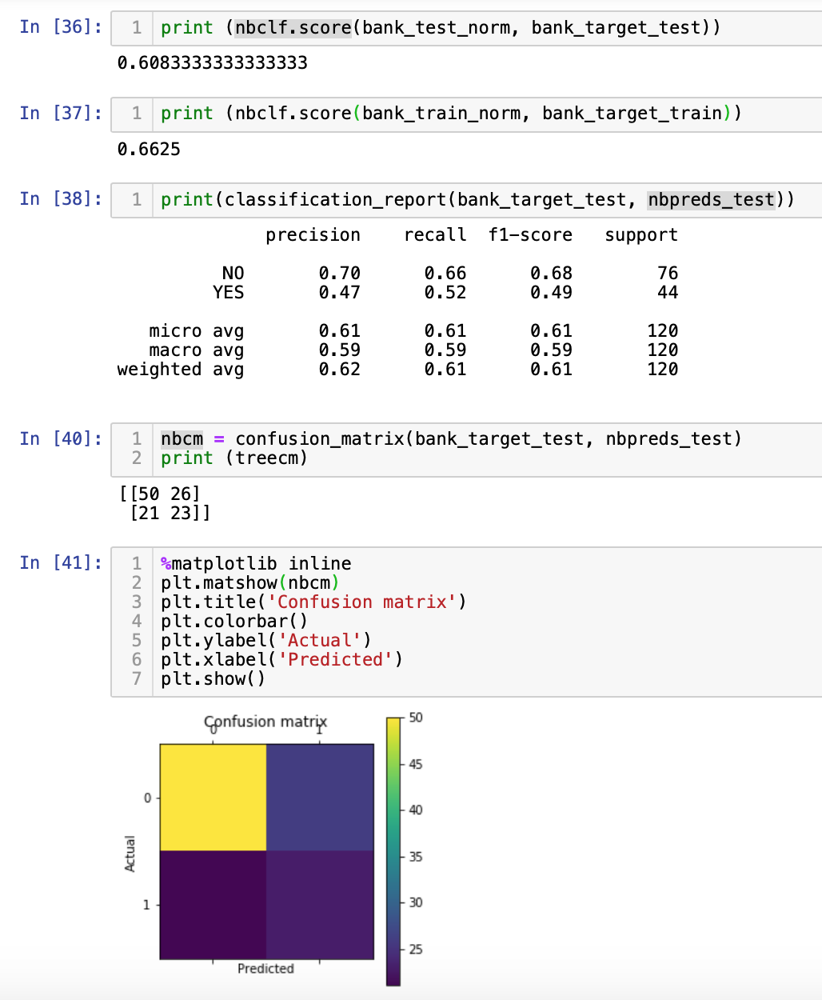 In [36]: 1 print (nbclf.score(bank_test_norm, bank_target_test))
0.6083333333333333
In [37]: 1 print (nbclf.score(bank_train_norm, bank_target_train))
0.6625
In [38]: 1 print(classification_report(bank_target_test, nbpreds_test))
precision recall f1-score support
NO 0.70 0.66 0.68 76
YES 0.47 0.52 0.49 44
micro avg 0.61 0.61 0.61 120
macro avg 0.59 0.59 0.59 120
weighted avg 0.62 0.61 0.61 120
In [40]: 1 nbcm = confusion_matrix(bank_target_test, nbpreds_test)
2 print (treecm)
[[50 26]
[21 23]]
In [41]: 1 %matplotlib inline
2 plt.matshow(nbcm)
3 plt.title('Confusion matrix')
4 plt.colorbar()
5 plt.ylabel('Actual')
6 plt.xlabel('Predicted')
7 plt.show()
Confusion matrix
0 1
0
1
Actual
Predicted
50
45
40
35
30
25